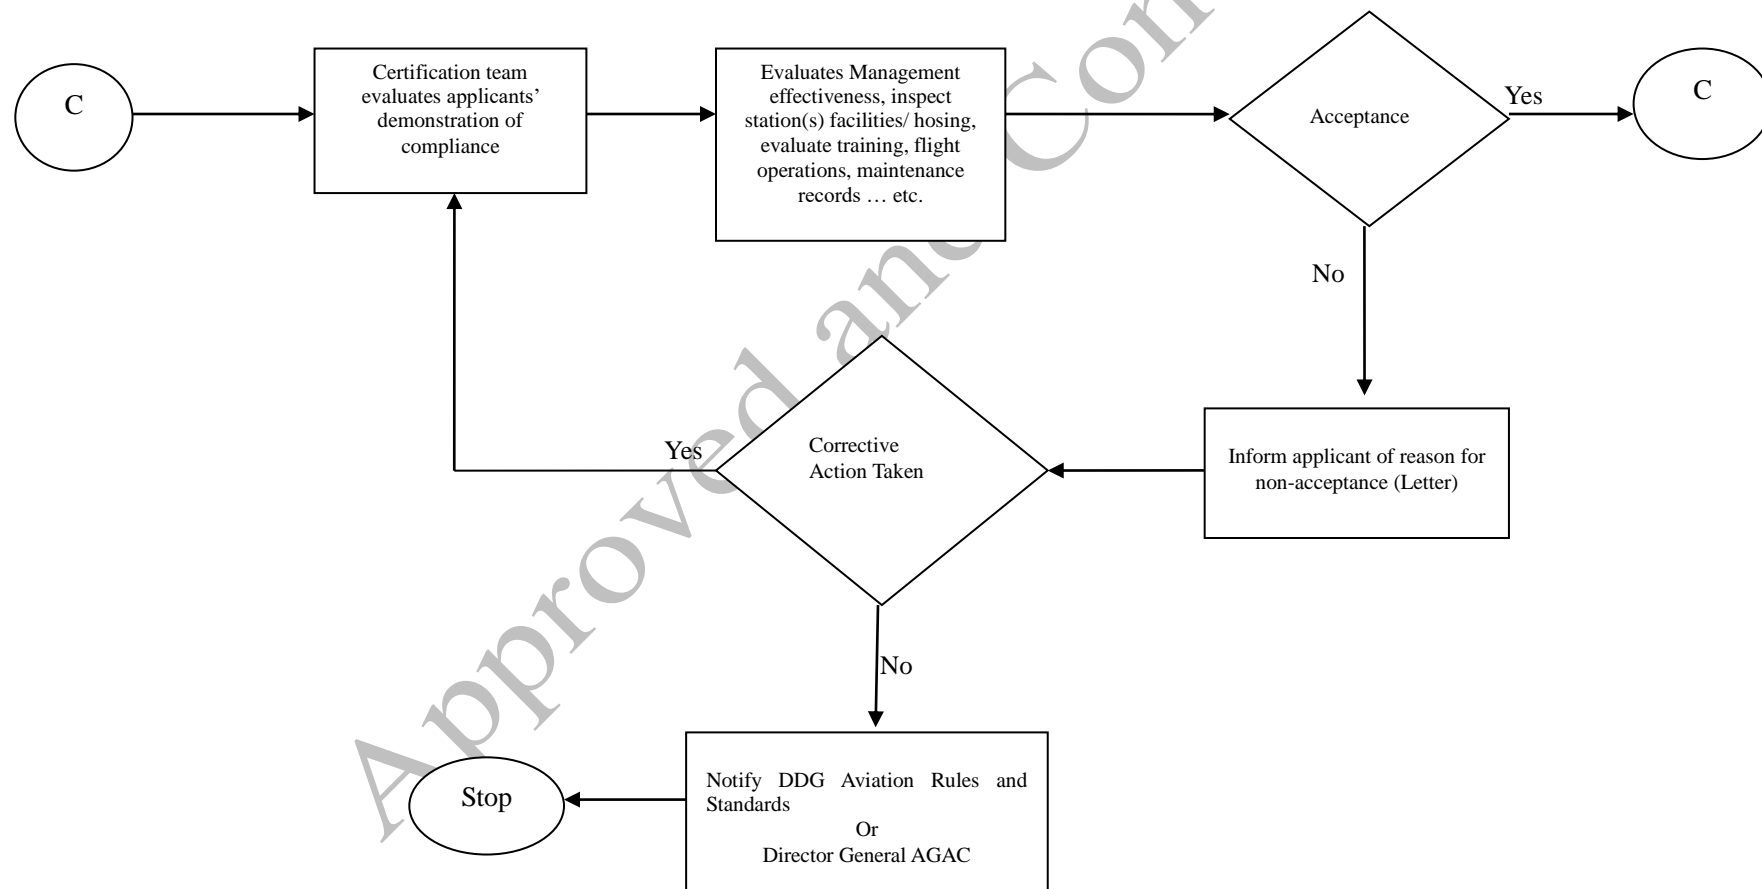 C
Certification team
evaluates applicants’
demonstration of
compliance
Evaluates Management
effectiveness, inspect
station(s) facilities/ hosing,
evaluate training, flight
operations, maintenance
records … etc.
Acceptance
Yes
C
No
Inform applicant of reason for
non-acceptance (Letter)
Corrective
Action Taken
Yes
No
Notify DDG Aviation Rules and
Standards
Or
Director General AGAC
Stop
Approved and Con